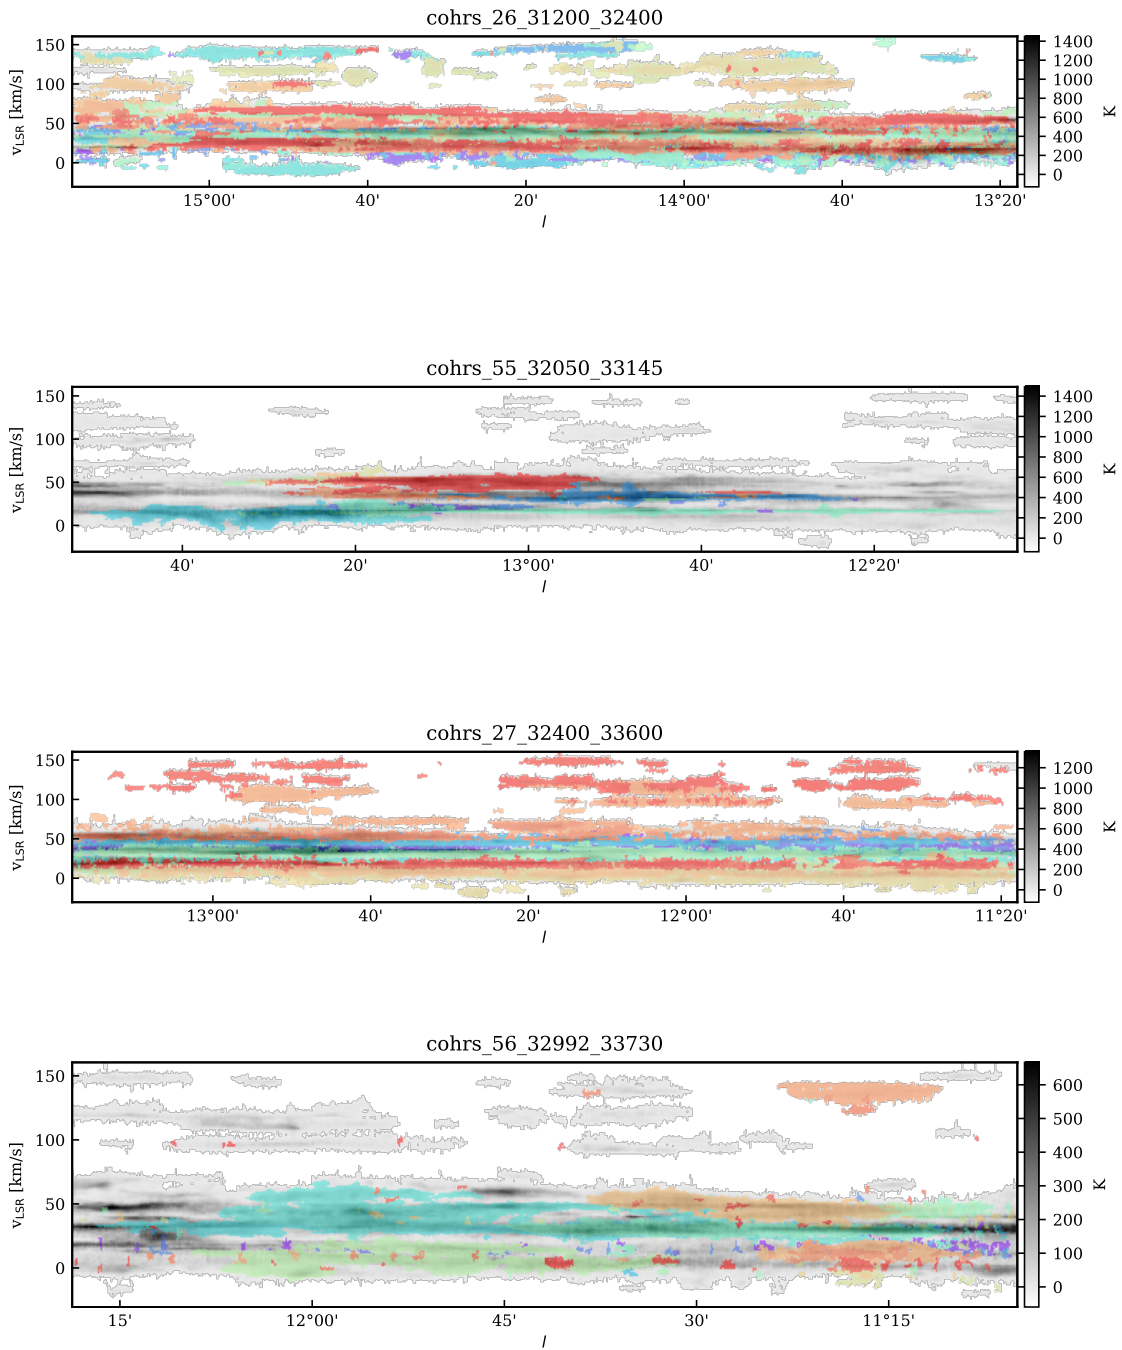 cohrs_26_31200_32400
150
100
50
0
v_LSR [km/s]
1400
1200
1000
800
600
400
200
0
K
15°00' 40' 20' 14°00' 40' 13°20'
l
cohrs_55_32050_33145
150
100
50
0
v_LSR [km/s]
1400
1200
1000
800
600
400
200
0
K
40' 20' 13°00' 40' 12°20'
l
cohrs_27_32400_33600
150
100
50
0
v_LSR [km/s]
1200
1000
800
600
400
200
0
K
13°00' 40' 20' 12°00' 40' 11°20'
l
cohrs_56_32992_33730
150
100
50
0
v_LSR [km/s]
600
500
400
300
200
100
0
K
15' 12°00' 45' 30' 11°15'
l